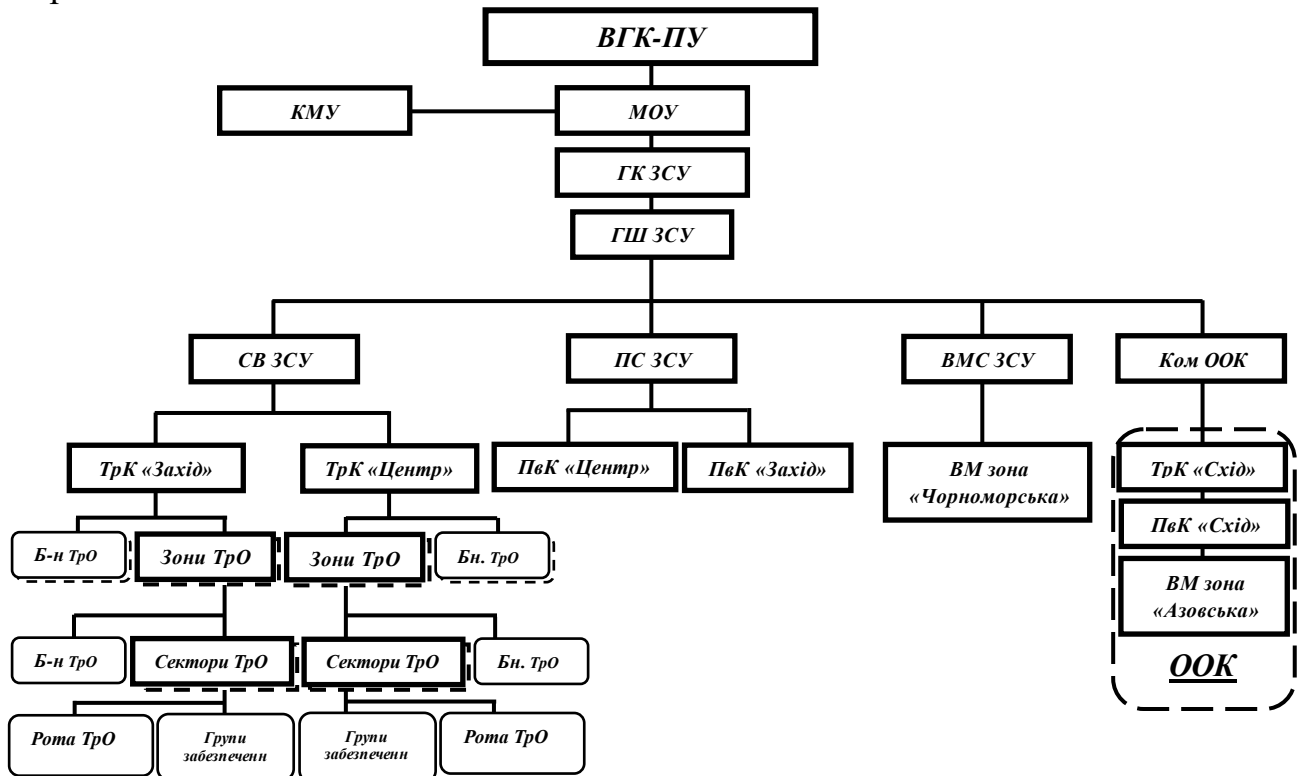 ВГК-ПУ
КМУ
МОУ
ГК ЗСУ
ГШ ЗСУ
СВ ЗСУ
ПС ЗСУ
ВМС ЗСУ
Ком ООК
ТрК «Захід»
ТрК «Центр»
ПвК «Центр»
ПвК «Захід»
ВМ зона
«Чорноморська»
ТрК «Схід»
ПвК «Схід»
ВМ зона
«Азовська»
ООК
Б-н ТрО
Зони ТрО
Зони ТрО
Бн. ТрО
Б-н ТрО
Сектори ТрО
Сектори ТрО
Бн. ТрО
Рота ТрО
Групи
забезпеченн
Групи
забезпеченн
Рота ТрО